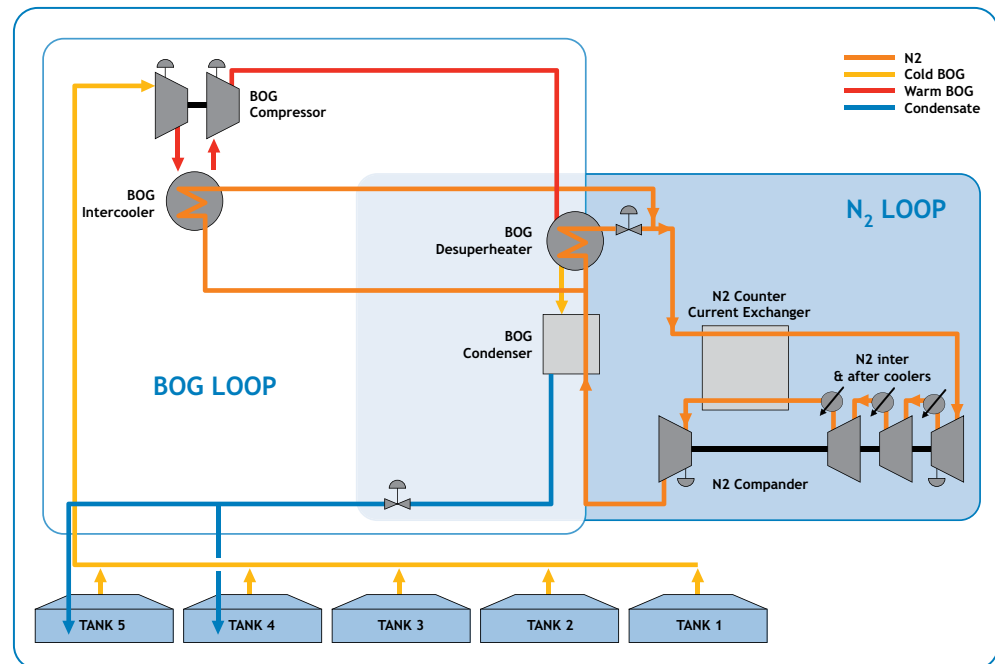 N2
Cold BOG
Warm BOG
Condensate
BOG
Compressor
BOG
Intercooler
N₂ LOOP
BOG
Desuperheater
N2 Counter
Current Exchanger
BOG
Condenser
N2 inter
& after coolers
BOG LOOP
N2 Compander
TANK 5
TANK 4
TANK 3
TANK 2
TANK 1